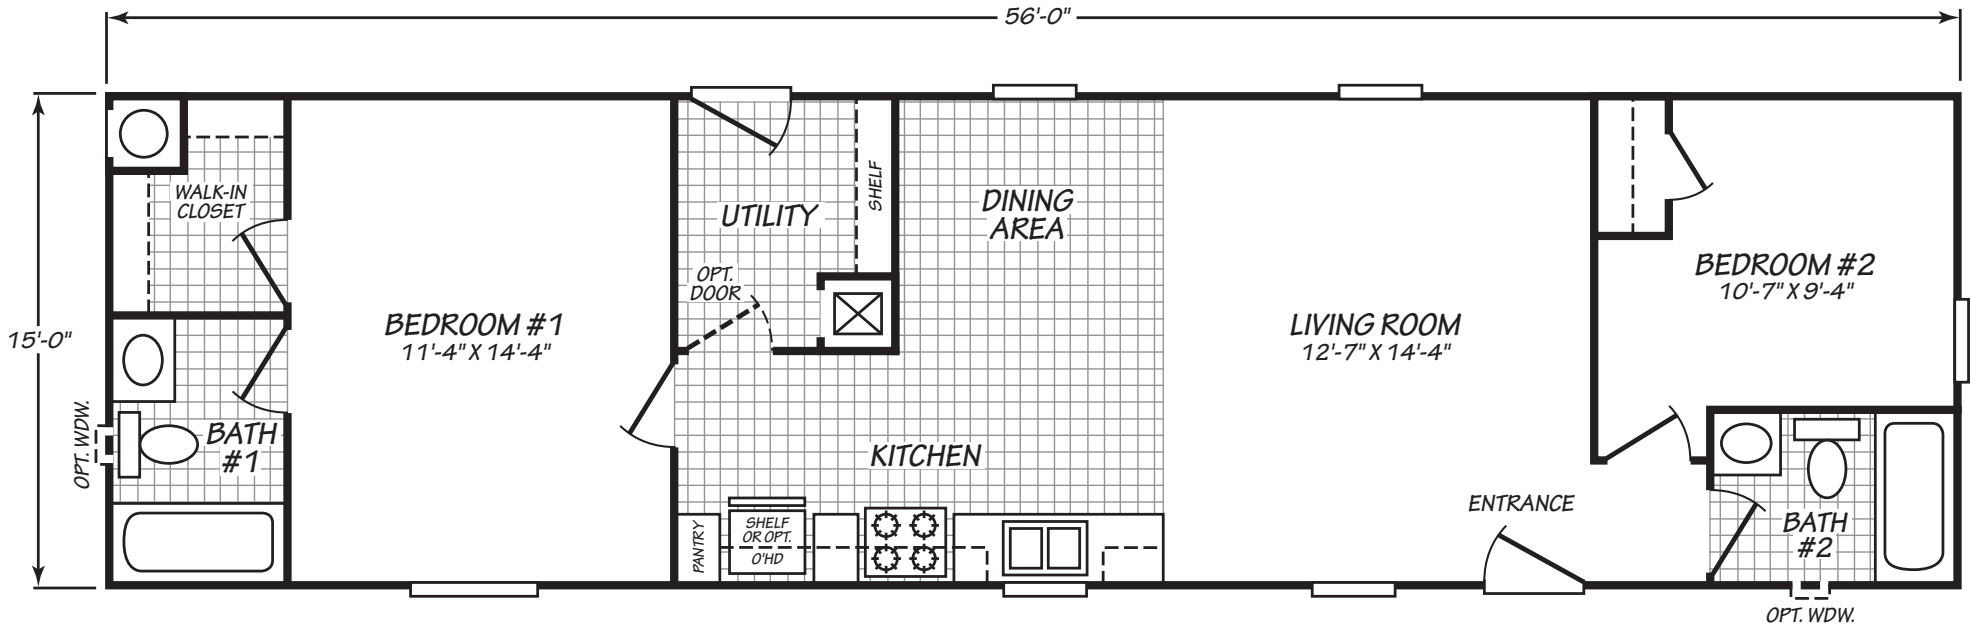 56'-0"
15'-0"
WALK-IN
CLOSET
BEDROOM #1
11'-4" X 14'-4"
OPT. WDW.
BATH
#1
UTILITY
SHELF
OPT.
DOOR
DINING
AREA
KITCHEN
PANTRY
SHELF
OR OPT.
O'HD
LIVING ROOM
12'-7" X 14'-4"
ENTRANCE
BEDROOM #2
10'-7" X 9'-4"
BATH
#2
OPT. WDW.